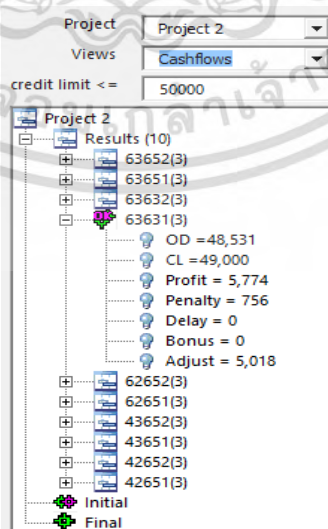 Project Project 2
Views Cashflows
credit limit <= 50000
Project 2
Results (10)
63652(3)
63651(3)
63632(3)
63631(3)
OD =48,531
CL =49,000
Profit = 5,774
Penalty = 756
Delay = 0
Bonus = 0
Adjust = 5,018
62652(3)
62651(3)
43652(3)
43651(3)
42652(3)
42651(3)
Initial
Final